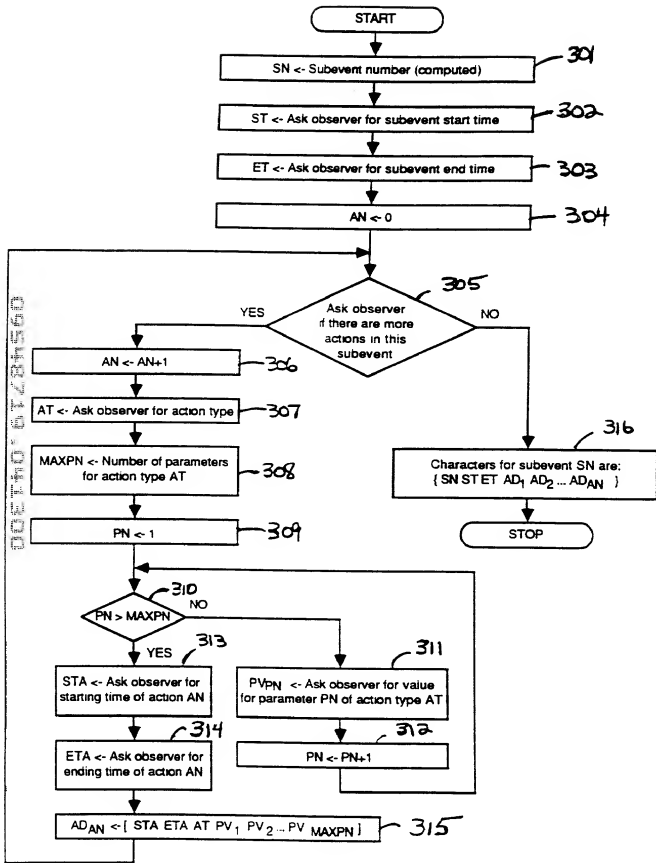 START
SN <- Subevent number (computed)
301
ST <- Ask observer for subevent start time
302
ET <- Ask observer for subevent end time
303
AN <- 0
304
305
YES
Ask observer
if there are more
actions in this
subevent
NO
AN <- AN+1
306
AT <- Ask observer for action type
307
MAXPN <- Number of parameters
for action type AT
308
316
Characters for subevent SN are:
{ SN ST ET AD1 AD2 ... ADAN }
STOP
PN <- 1
309
310
PN > MAXPN
NO
YES
313
STA <- Ask observer for
starting time of action AN
311
PVPN <- Ask observer for value
for parameter PN of action type AT
314
ETA <- Ask observer for
ending time of action AN
312
PN <- PN+1
ADAN <- { STA ETA AT PV1 PV2 ... PV MAXPN }
315